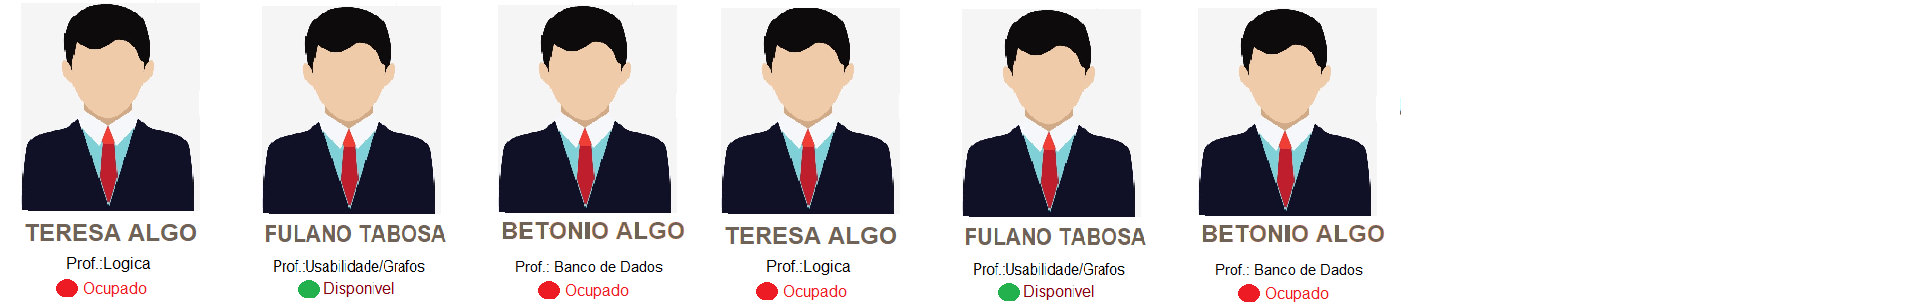 TERESA ALGO
Prof.:Logica
Ocupado
FULANO TABOSA
Prof.:Usabilidade/Grafos
Disponivel
BETONIO ALGO
Prof.: Banco de Dados
Ocupado
TERESA ALGO
Prof.:Logica
Ocupado
FULANO TABOSA
Prof.:Usabilidade/Grafos
Disponivel
BETONIO ALGO
Prof.: Banco de Dados
Ocupado